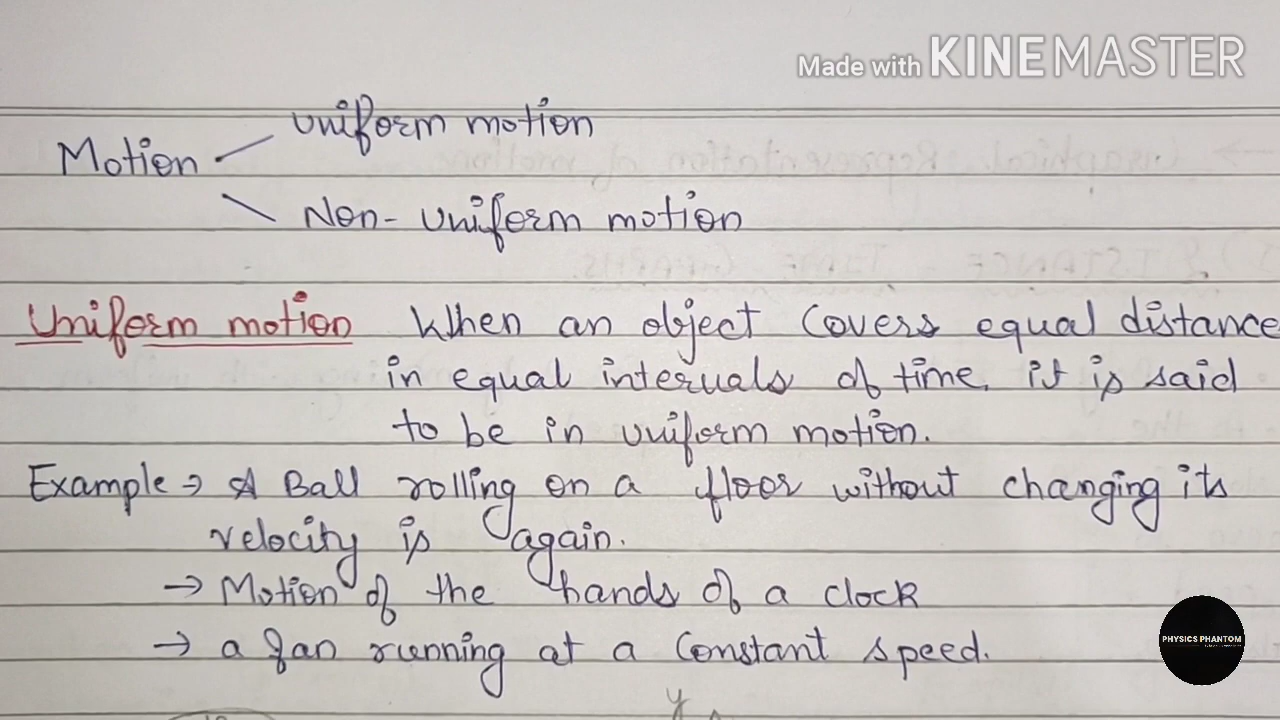 Made with KINEMASTER
Motion
Uniform motion
Non-uniform motion
Uniform motion When an object covers equal distance
in equal intervals of time, it is said
to be in uniform motion.
Example → A Ball rolling on a floor without changing its
velocity is again.
→ Motion of the hands of a clock
→ a fan running at a constant speed.
y
PHYSICS PHANTOM